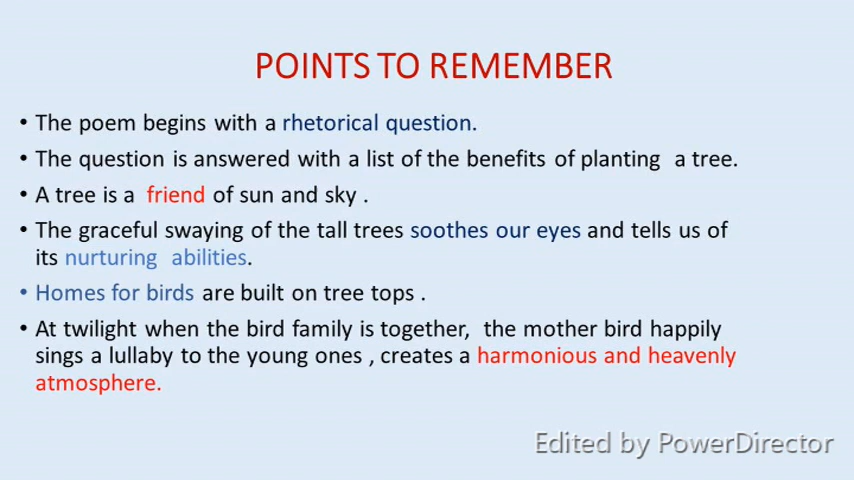 POINTS TO REMEMBER
• The poem begins with a rhetorical question.
• The question is answered with a list of the benefits of planting a tree.
• A tree is a friend of sun and sky .
• The graceful swaying of the tall trees soothes our eyes and tells us of
its nurturing abilities.
• Homes for birds are built on tree tops .
• At twilight when the bird family is together, the mother bird happily
sings a lullaby to the young ones , creates a harmonious and heavenly
atmosphere.
Edited by PowerDirector